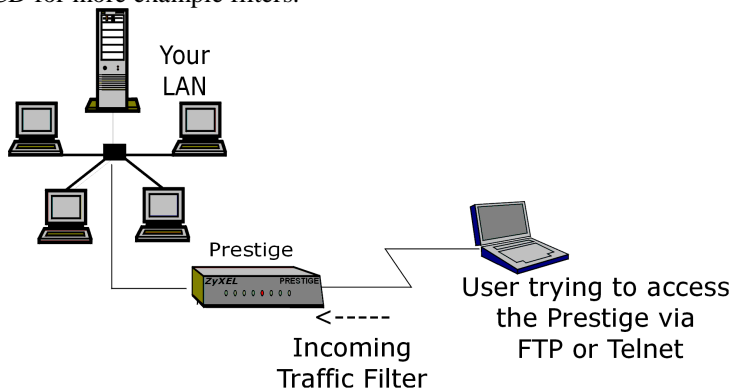 CD for more example filters.
Your
LAN
Prestige
ZyXEL PRESTIGE
User trying to access
the Prestige via
FTP or Telnet
<-----
Incoming
Traffic Filter